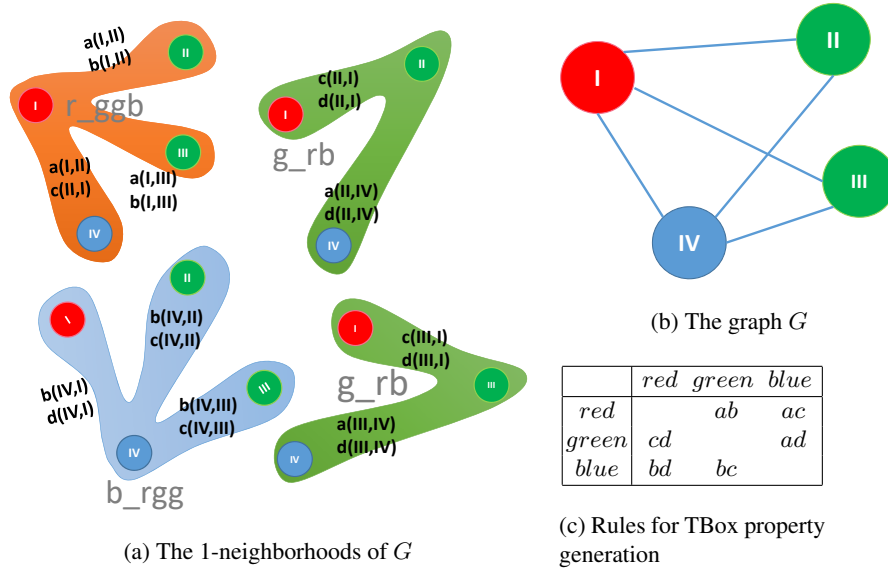 a(I,II)
b(I,II)
II
I
r_ggb
III
a(I,II)
c(II,I)
a(I,III)
b(I,III)
IV
c(II,I)
d(II,I)
II
I
g_rb
a(II,IV)
d(II,IV)
IV
I
II
b(IV,II)
c(IV,II)
b(IV,I)
d(IV,I)
III
b(IV,III)
c(IV,III)
IV
b_rgg
I
c(III,I)
d(III,I)
g_rb
III
a(III,IV)
d(III,IV)
IV
(a) The 1-neighborhoods of G
I
II
III
IV
(b) The graph G
red green blue
red ab ac
green cd ad
blue bd bc
(c) Rules for TBox property
generation